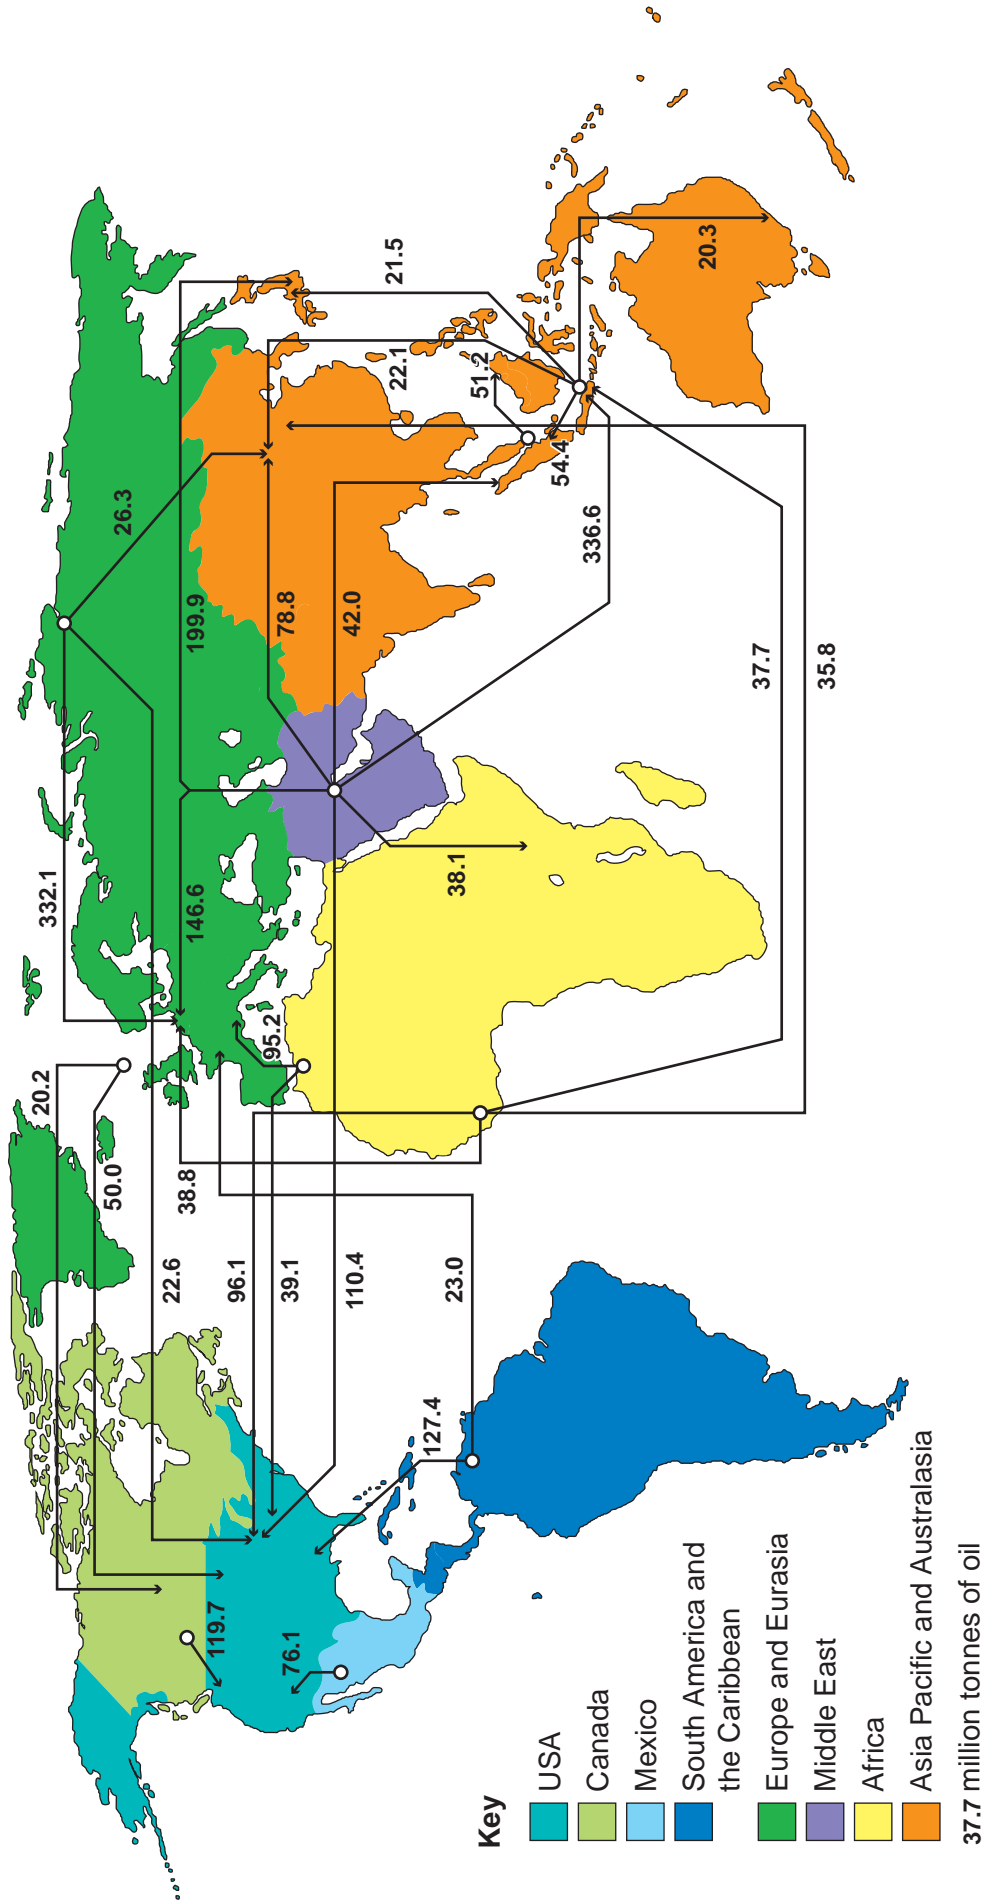 20.2
332.1
26.3
50.0
22.6
38.8
146.6
199.9
21.5
119.7
96.1
95.2
78.8
22.1
76.1
39.1
110.4
42.0
51.2
127.4
23.0
38.1
54.4
336.6
20.3
37.7
35.8
Key
USA
Canada
Mexico
South America and
the Caribbean
Europe and Eurasia
Middle East
Africa
Asia Pacific and Australasia
37.7 million tonnes of oil